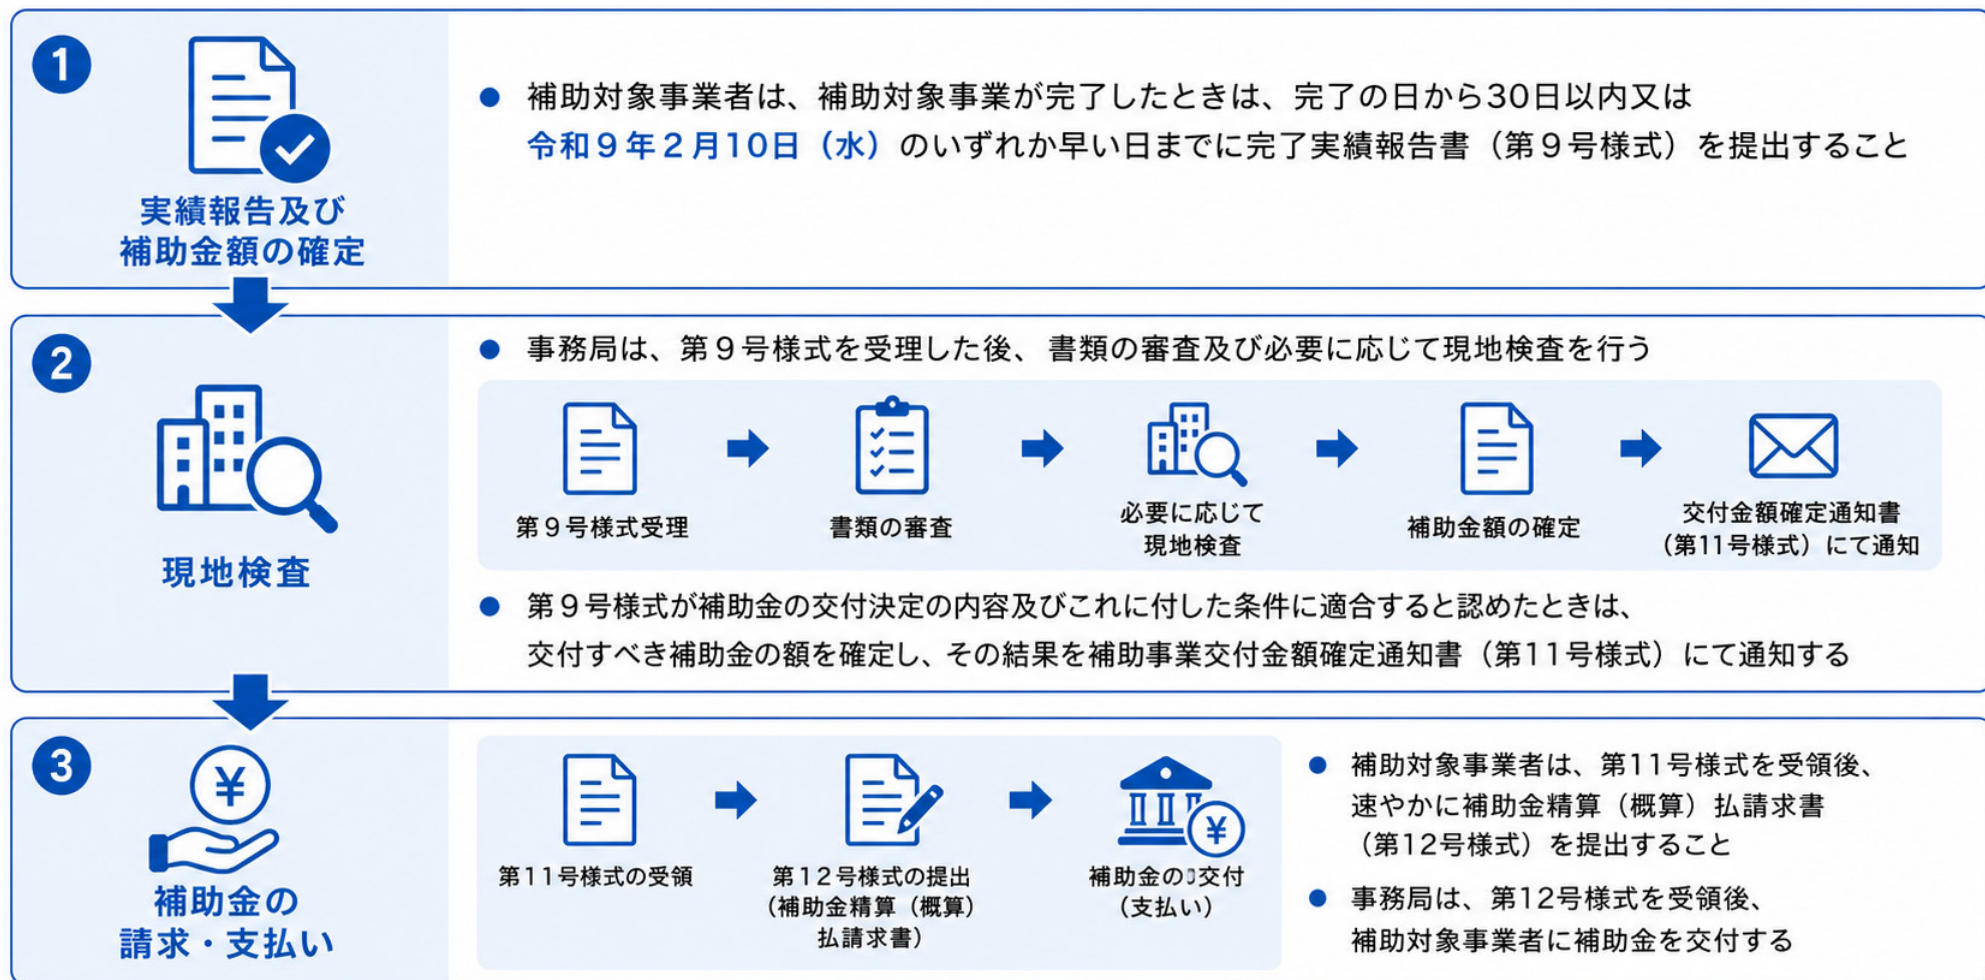 1
実績報告及び
補助金額の確定
● 補助対象事業者は、補助対象事業が完了したときは、完了の日から30日以内又は
令和９年２月10日（水）のいずれか早い日までに完了実績報告書（第９号様式）を提出すること
2
現地検査
● 事務局は、第９号様式を受理した後、書類の審査及び必要に応じて現地検査を行う
第９号様式受理
書類の審査
必要に応じて
現地検査
補助金額の確定
交付金額確定通知書
（第11号様式）にて通知
● 第９号様式が補助金の交付決定の内容及びこれに付した条件に適合すると認めたときは、
交付すべき補助金の額を確定し、その結果を補助事業交付金額確定通知書（第11号様式）にて通知する
3
¥
補助金の
請求・支払い
第11号様式の受領
第12号様式の提出
（補助金精算（概算）
払請求書）
¥
補助金の交付
（支払い）
● 補助対象事業者は、第11号様式を受領後、
速やかに補助金精算（概算）払請求書
（第12号様式）を提出すること
● 事務局は、第12号様式を受領後、
補助対象事業者に補助金を交付する